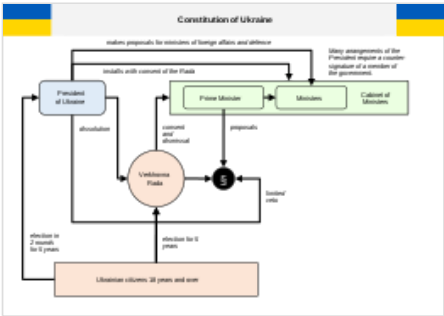 Constitution of Ukraine
makes proposals for ministers of foreign affairs and defence
Many arrangements of the
President require a counter-
signature of a member of
the government.
installs with consent of the Rada
President
of Ukraine
Prime Minister
Ministers
Cabinet of
Ministers
dissolution
consent
and/
dismissal
proposals
Verkhovna
Rada
veto
election in
2 rounds
for 5 years
election for 5
years
Ukrainian citizens 18 years and over